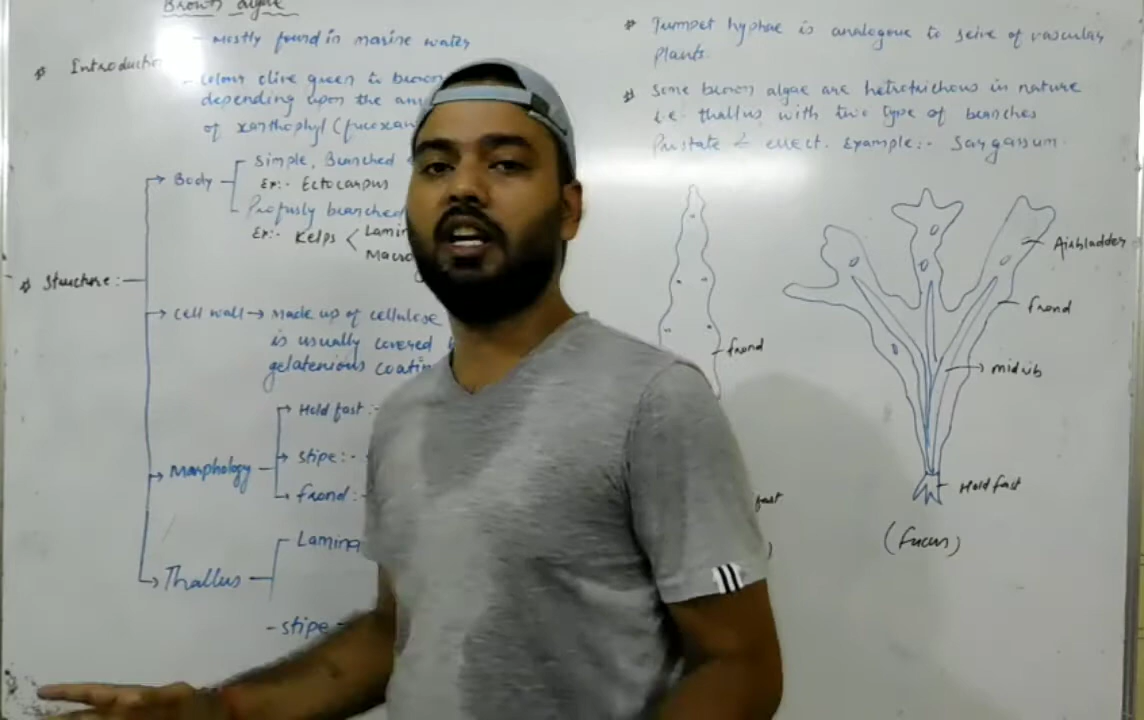 Brown algae
* Introductio
- Mostly found in marine water
- Colour olive green to brown
depending upon the am
of xanthophyl (fucoxan
* Structure :-
Body
Simple, Branched
Ex:- Ectocarpus
Profusly branched
Ex:- Kelps < Lamin
Macro
Cell wall → Made up of cellulose
is usually covered
gelatenious coatin
Morphology
Hold fast :-
Stipe :-
frond :-
Thallus
Lamina
- stipe -
* Trumpet hyphae is analogous to seive of vascular
plants.
* Some brown algae are hetrotrichous in nature
i.e. thallus with two type of branches
Prustate & erect. Example :- Sargassum.
frond
fast
)
Airbladder
frond
midrib
Hold fast
(fucus)